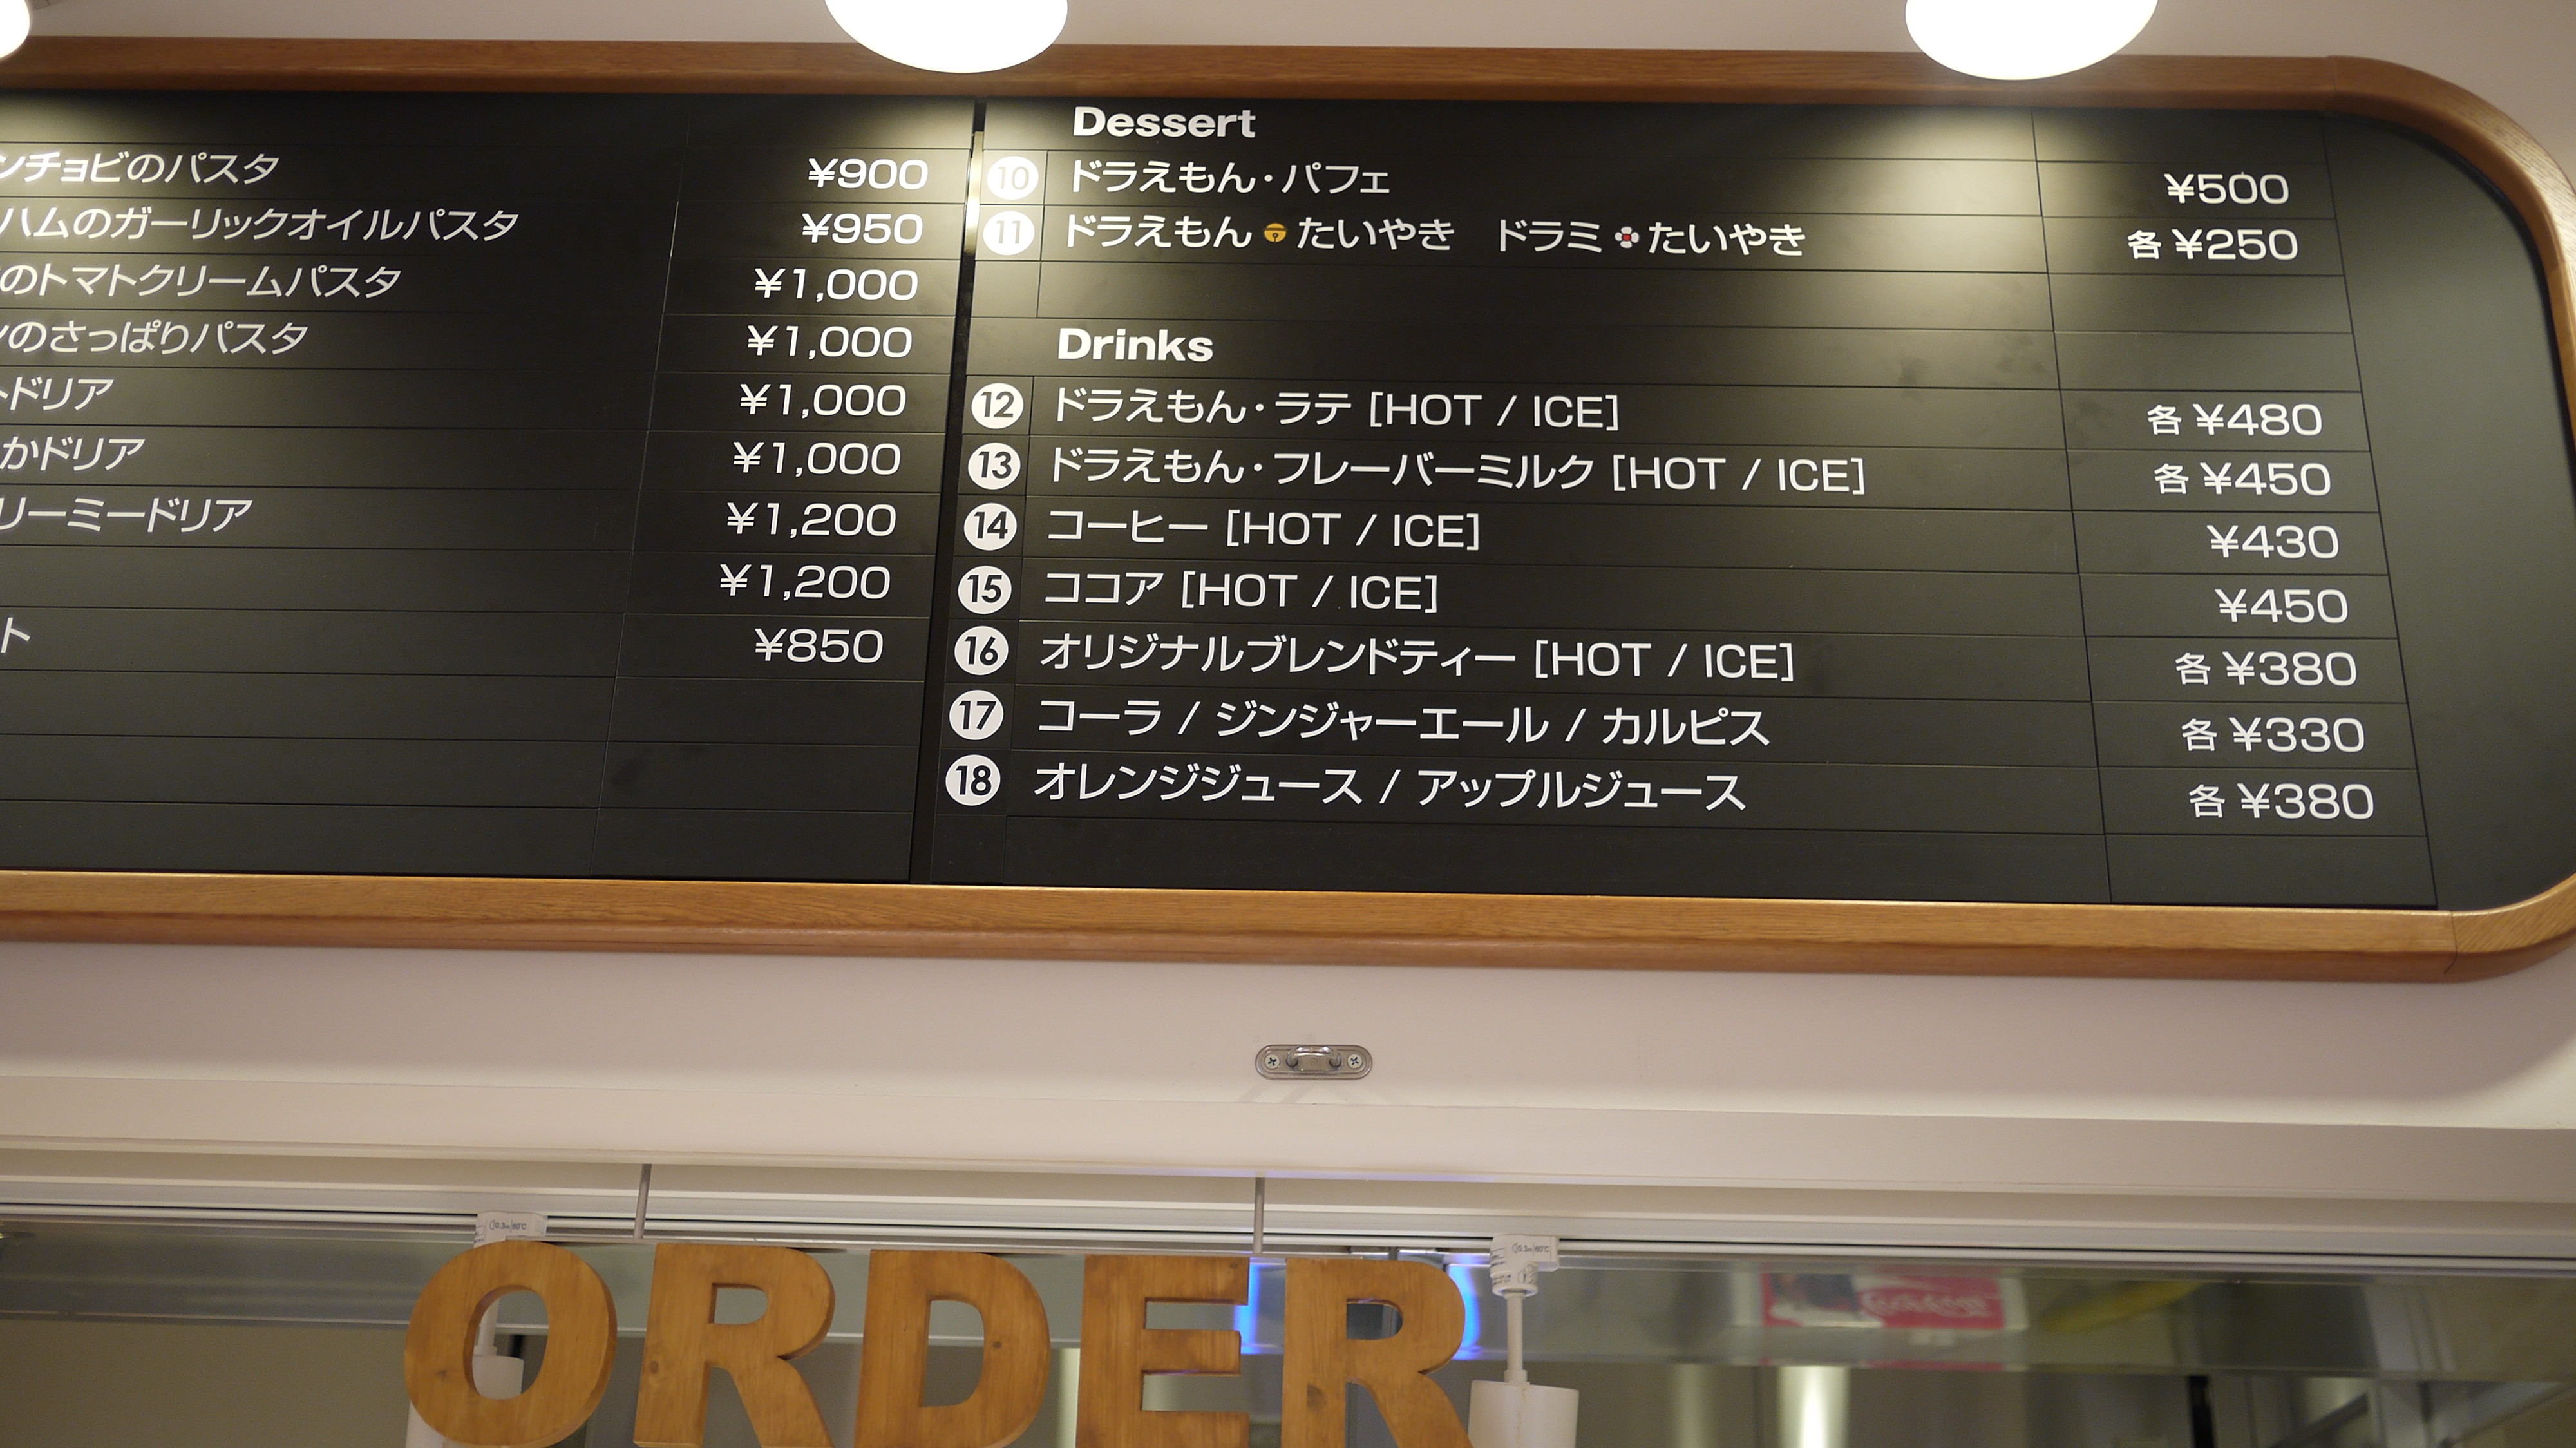 ンチョビのパスタ ¥900
ハムのガーリックオイルパスタ ¥950
のトマトクリームパスタ ¥1,000
のさっぱりパスタ ¥1,000
ドリア ¥1,000
かドリア ¥1,000
リーミードリア ¥1,200
¥1,200
ト ¥850
Dessert
10 ドラえもん・パフェ ¥500
11 ドラえもん たいやき ドラミ たいやき 各 ¥250
Drinks
12 ドラえもん・ラテ [HOT / ICE] 各 ¥480
13 ドラえもん・フレーバーミルク [HOT / ICE] 各 ¥450
14 コーヒー [HOT / ICE] ¥430
15 ココア [HOT / ICE] ¥450
16 オリジナルブレンドティー [HOT / ICE] 各 ¥380
17 コーラ / ジンジャーエール / カルピス 各 ¥330
18 オレンジジュース / アップルジュース 各 ¥380
ORDER